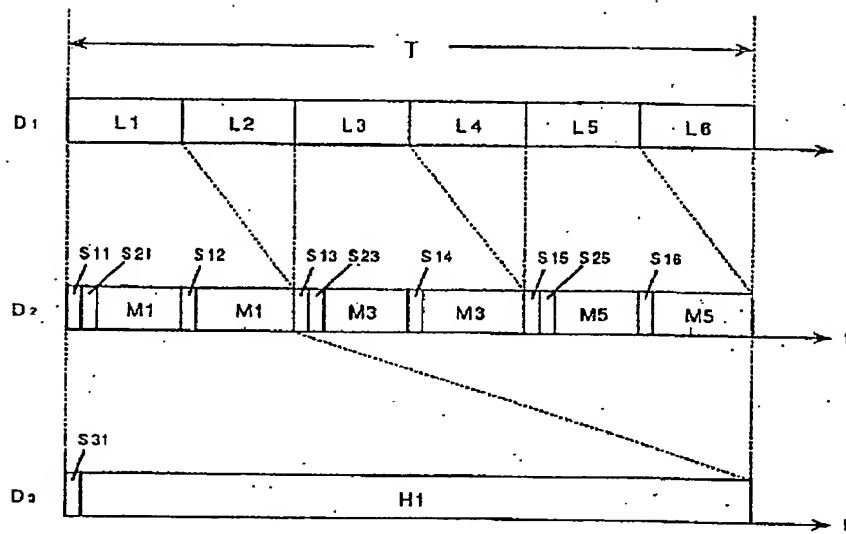 T
D1 L1 L2 L3 L4 L5 L6
S11 S21 S12 S13 S23 S14 S15 S25 S16
D2 M1 M1 M3 M3 M5 M5
S31
D3 H1